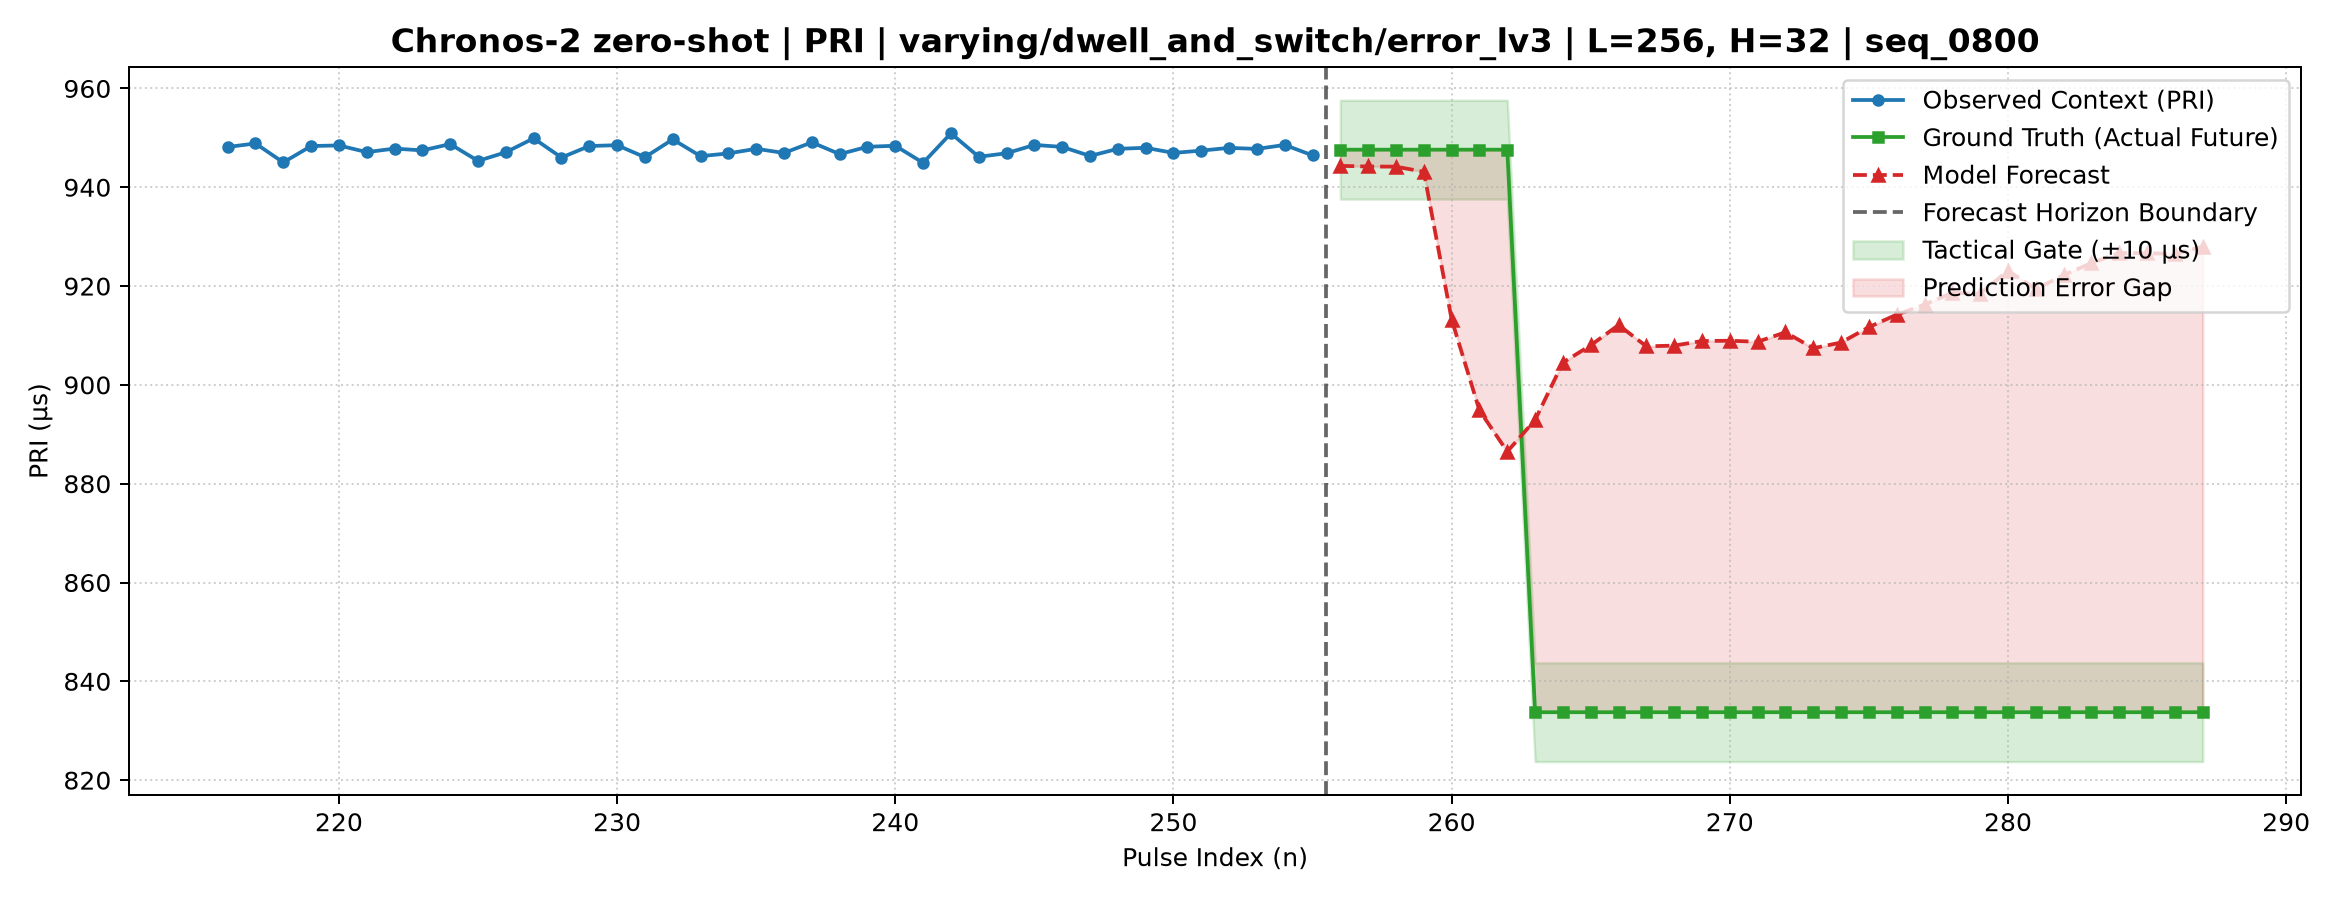 Chronos-2 zero-shot | PRI | varying/dwell_and_switch/error_lv3 | L=256, H=32 | seq_0800
PRI (µs)
960
940
920
900
880
860
840
820
Observed Context (PRI)
Ground Truth (Actual Future)
Model Forecast
Forecast Horizon Boundary
Tactical Gate (±10 µs)
Prediction Error Gap
220
230
240
250
260
270
280
290
Pulse Index (n)